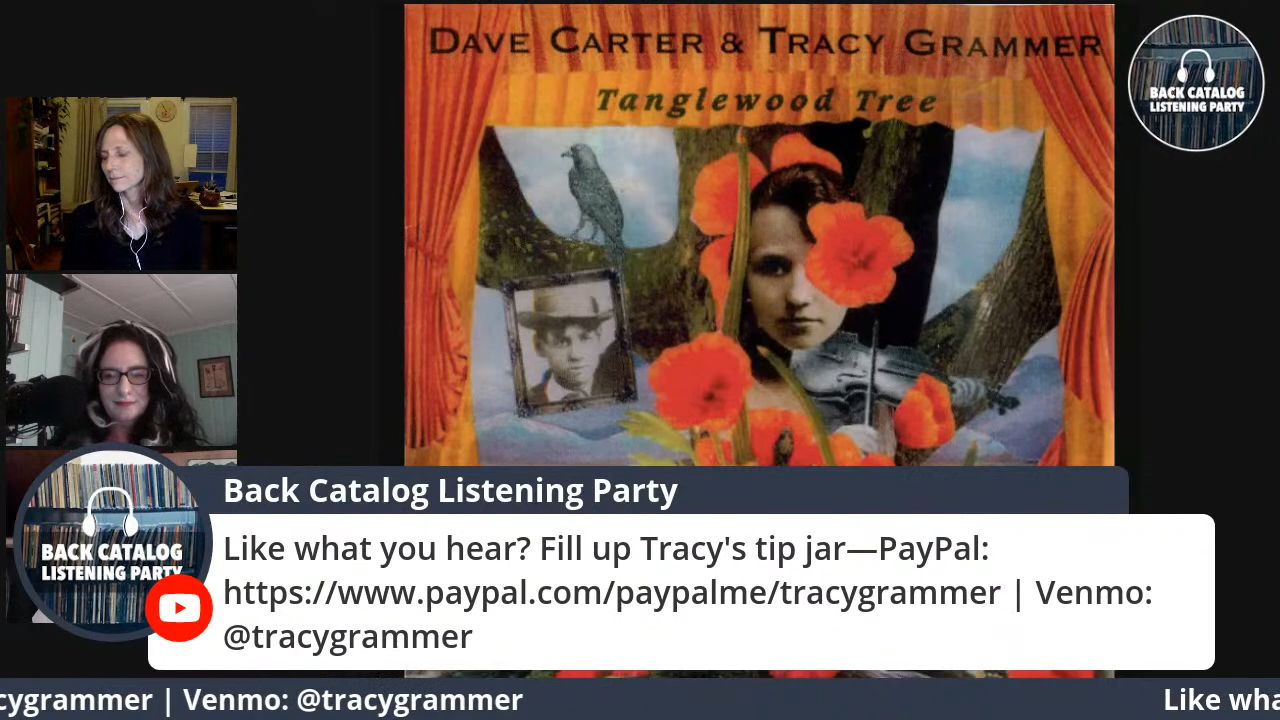 DAVE CARTER & TRACY GRAMMER
Tanglewood Tree
BACK CATALOG
LISTENING PARTY
Back Catalog Listening Party
Like what you hear? Fill up Tracy's tip jar—PayPal:
https://www.paypal.com/paypalme/tracygrammer | Venmo:
@tracygrammer
BACK CATALOG
LISTENING PARTY
cygrammer | Venmo: @tracygrammer
Like wha